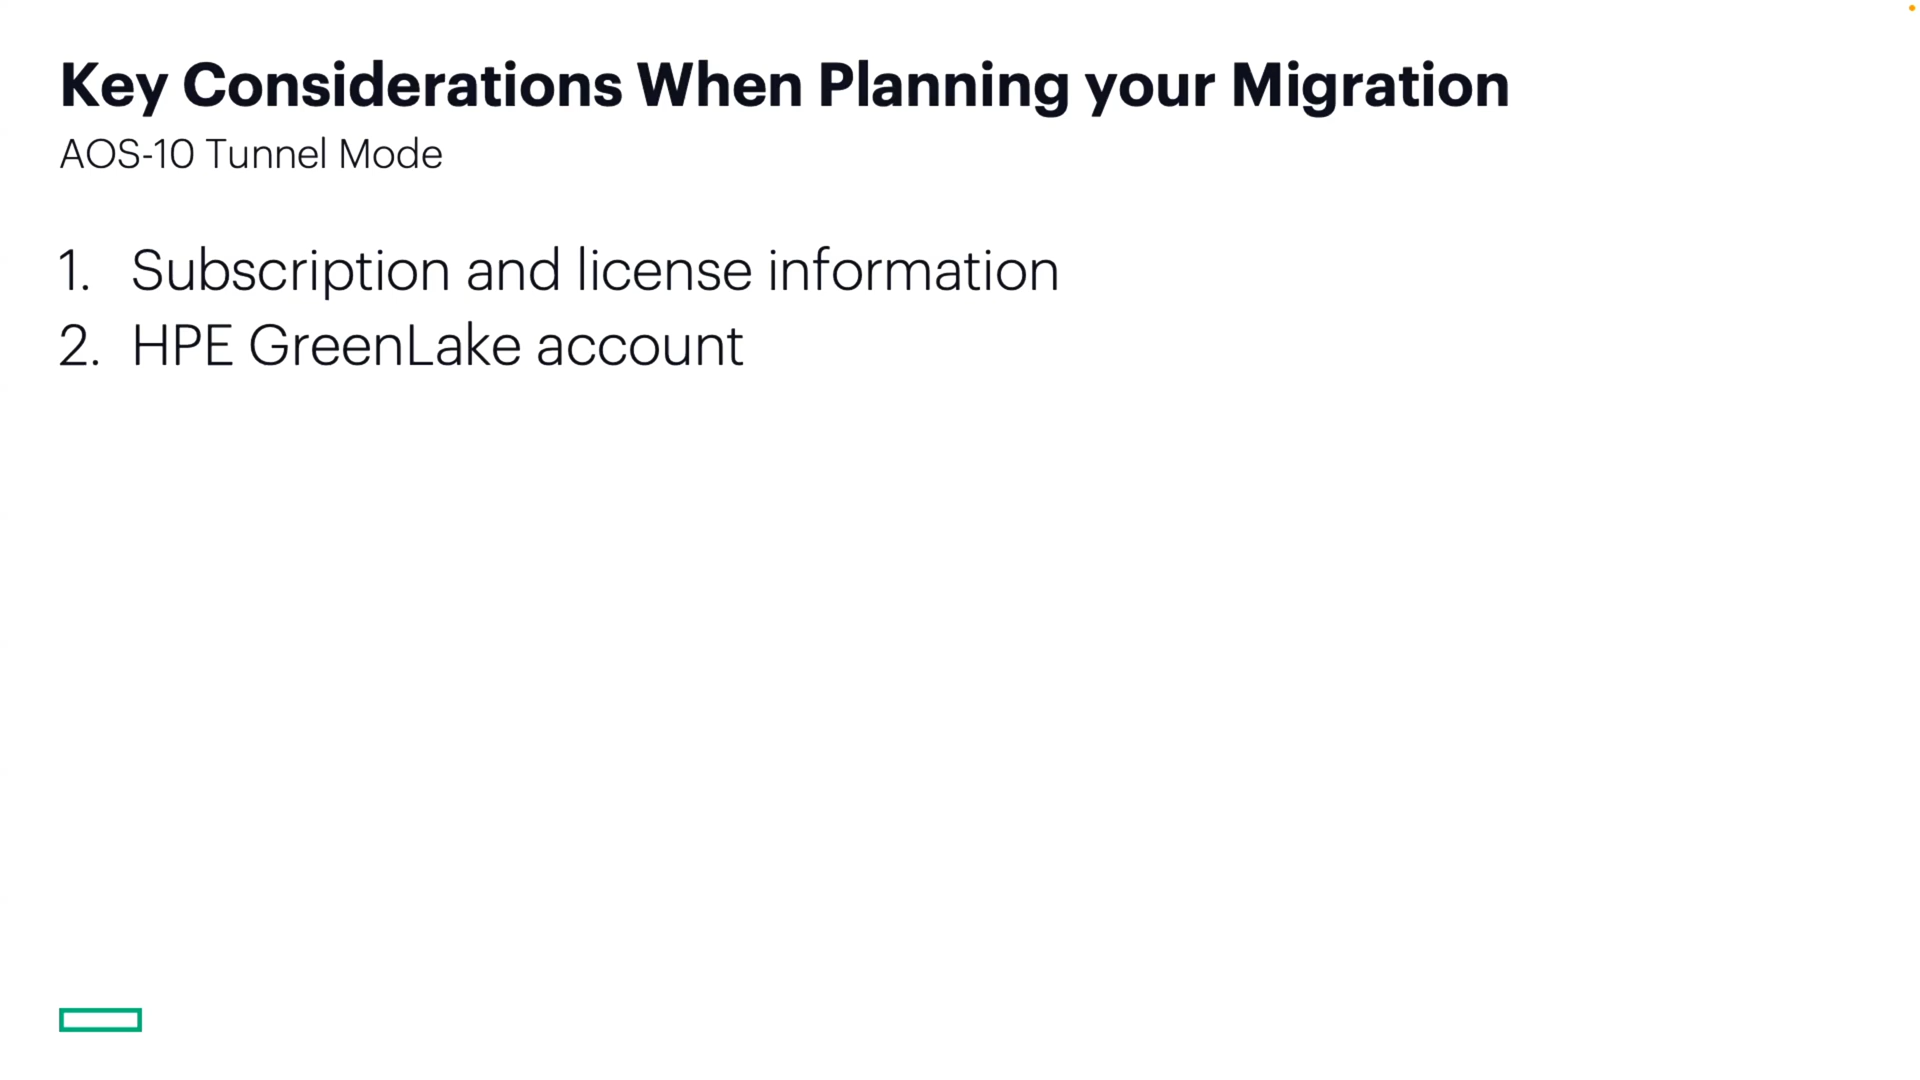 Key Considerations When Planning your Migration
AOS-10 Tunnel Mode
1. Subscription and license information
2. HPE GreenLake account